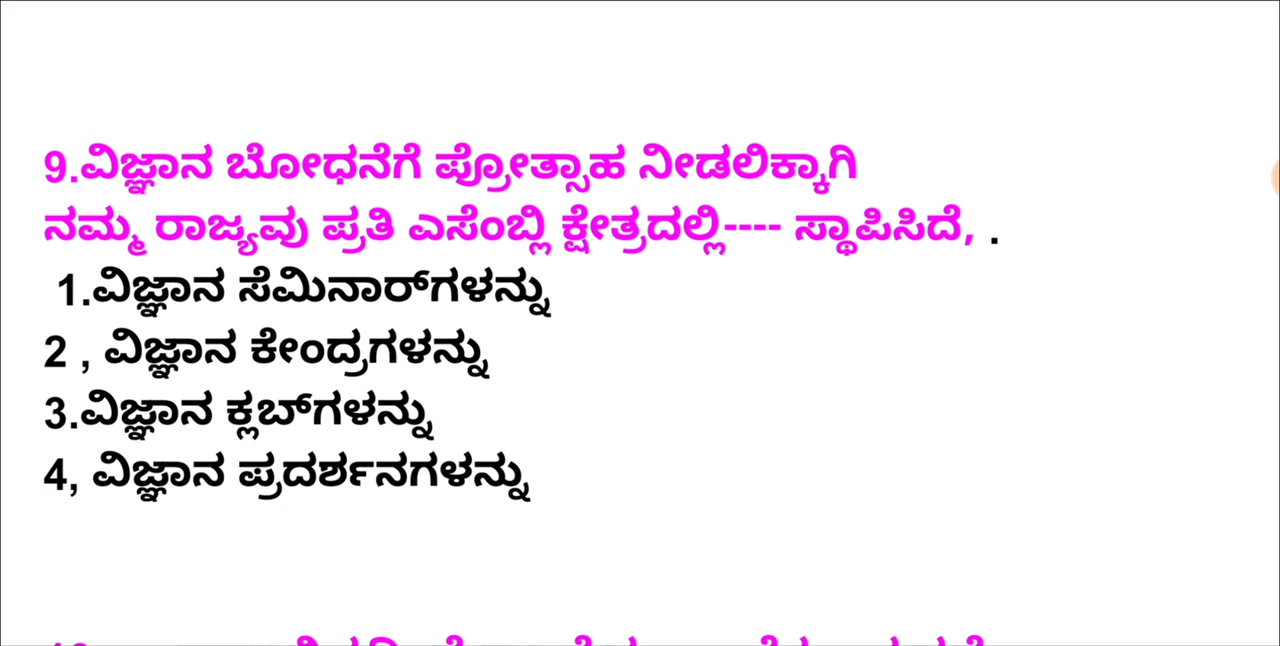 9.ವಿಜ್ಞಾನ ಬೋಧನೆಗೆ ಪ್ರೋತ್ಸಾಹ ನೀಡಲಿಕ್ಕಾಗಿ
ನಮ್ಮ ರಾಜ್ಯವು ಪ್ರತಿ ಎಸೆಂಬ್ಲಿ ಕ್ಷೇತ್ರದಲ್ಲಿ---- ಸ್ಥಾಪಿಸಿದೆ, .
1.ವಿಜ್ಞಾನ ಸೆಮಿನಾರ್‌ಗಳನ್ನು
2 , ವಿಜ್ಞಾನ ಕೇಂದ್ರಗಳನ್ನು
3.ವಿಜ್ಞಾನ ಕ್ಲಬ್‌ಗಳನ್ನು
4, ವಿಜ್ಞಾನ ಪ್ರದರ್ಶನಗಳನ್ನು